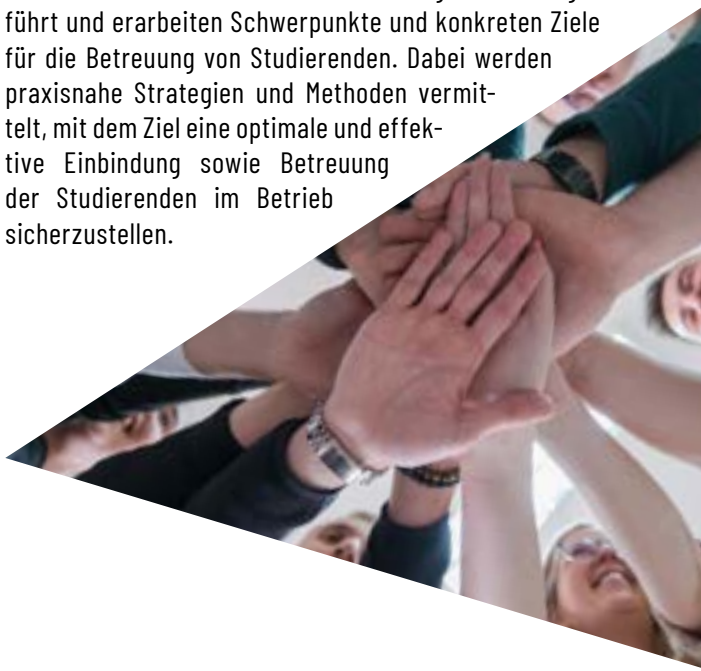 führt und erarbeiten Schwerpunkte und konkreten Ziele
für die Betreuung von Studierenden. Dabei werden
praxisnahe Strategien und Methoden vermit-
telt, mit dem Ziel eine optimale und effek-
tive Einbindung sowie Betreuung
der Studierenden im Betrieb
sicherzustellen.